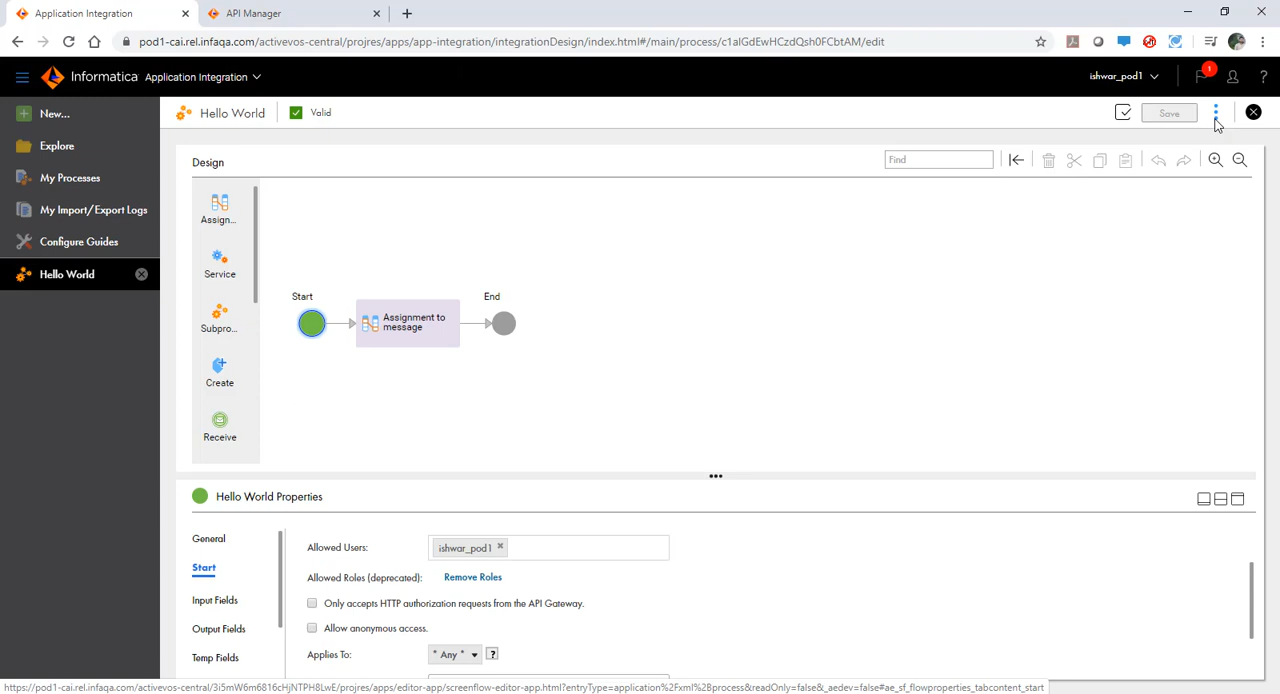 Application Integration
API Manager
pod1-cai.rel.infaqa.com/activevos-central/projres/apps/app-integration/integrationDesign/index.html#/main/process/c1alGdEwHCzdQsh0FCbtAM/edit
Informatica Application Integration
ishwar_pod1
1
?
New...
Explore
My Processes
My Import/Export Logs
Configure Guides
Hello World
Hello World
Valid
Save
Design
Find
Assign...
Service
Subpro...
Create
Receive
Start
Assignment to
message
End
Hello World Properties
General
Start
Input Fields
Output Fields
Temp Fields
Allowed Users:
ishwar_pod1
Allowed Roles (deprecated):
Remove Roles
Only accepts HTTP authorization requests from the API Gateway.
Allow anonymous access.
Applies To:
* Any *
?
https://pod1-cai.rel.infaqa.com/activevos-central/3i5mW6m6816cHjNTPH8LwE/projres/apps/editor-app/screenflow-editor-app.html?entryType=application%2Fxml%2Bprocess&readOnly=false&_aedev=false#ae_sf_flowproperties_tabcontent_start